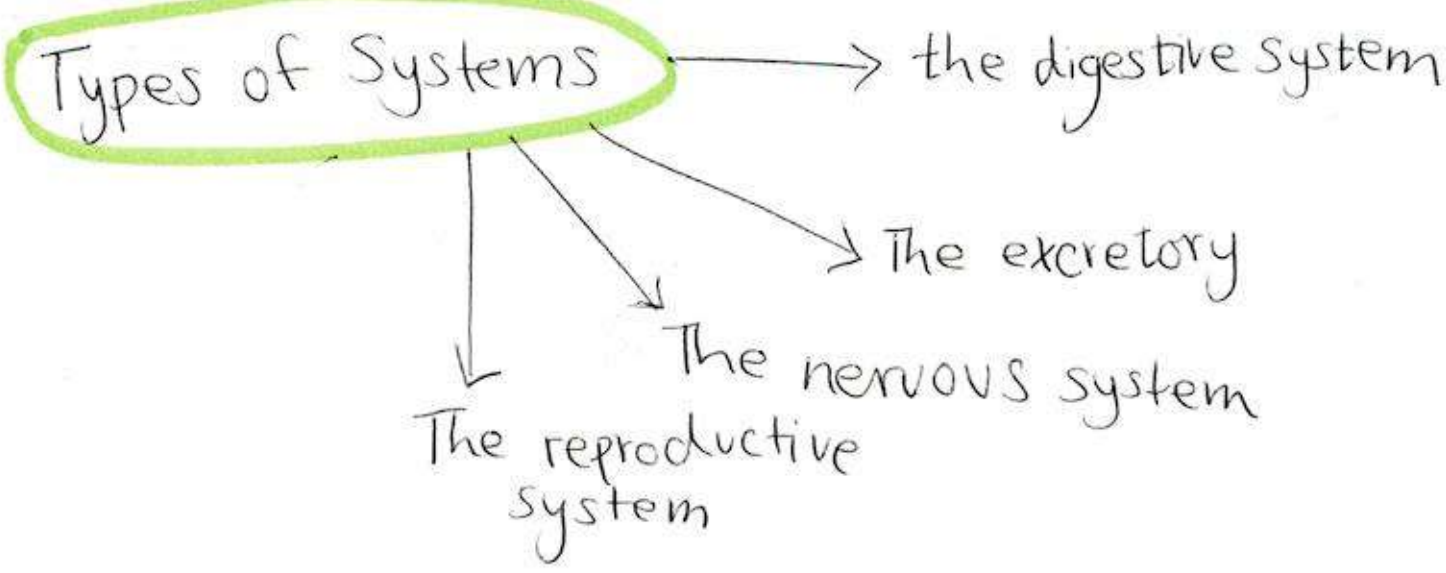 Types of Systems
the digestive system
The excretory
The nervous system
The reproductive
system